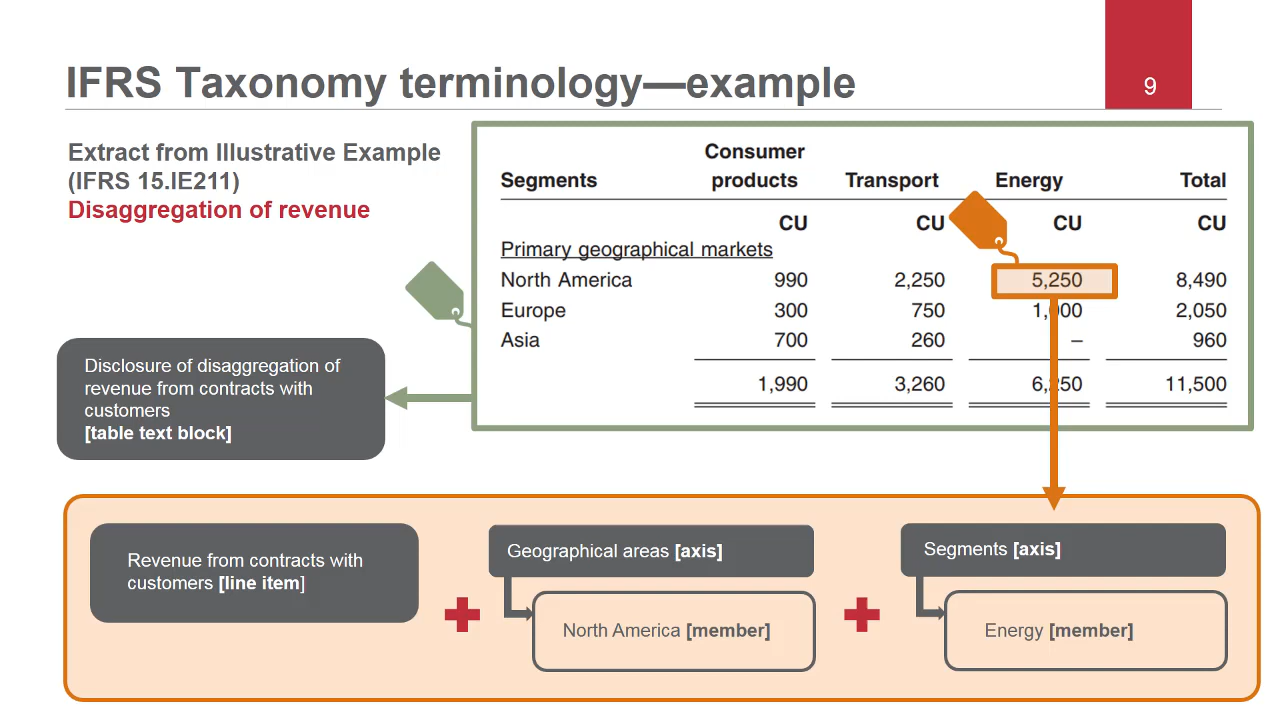 IFRS Taxonomy terminology—example
9
Extract from Illustrative Example
(IFRS 15.IE211)
Disaggregation of revenue
Consumer
Segments products Transport Energy Total
CU CU CU CU
Primary geographical markets
North America 990 2,250 5,250 8,490
Europe 300 750 1,000 2,050
Asia 700 260 – 960
1,990 3,260 6,250 11,500
Disclosure of disaggregation of
revenue from contracts with
customers
[table text block]
Revenue from contracts with
customers [line item]
Geographical areas [axis]
North America [member]
Segments [axis]
Energy [member]